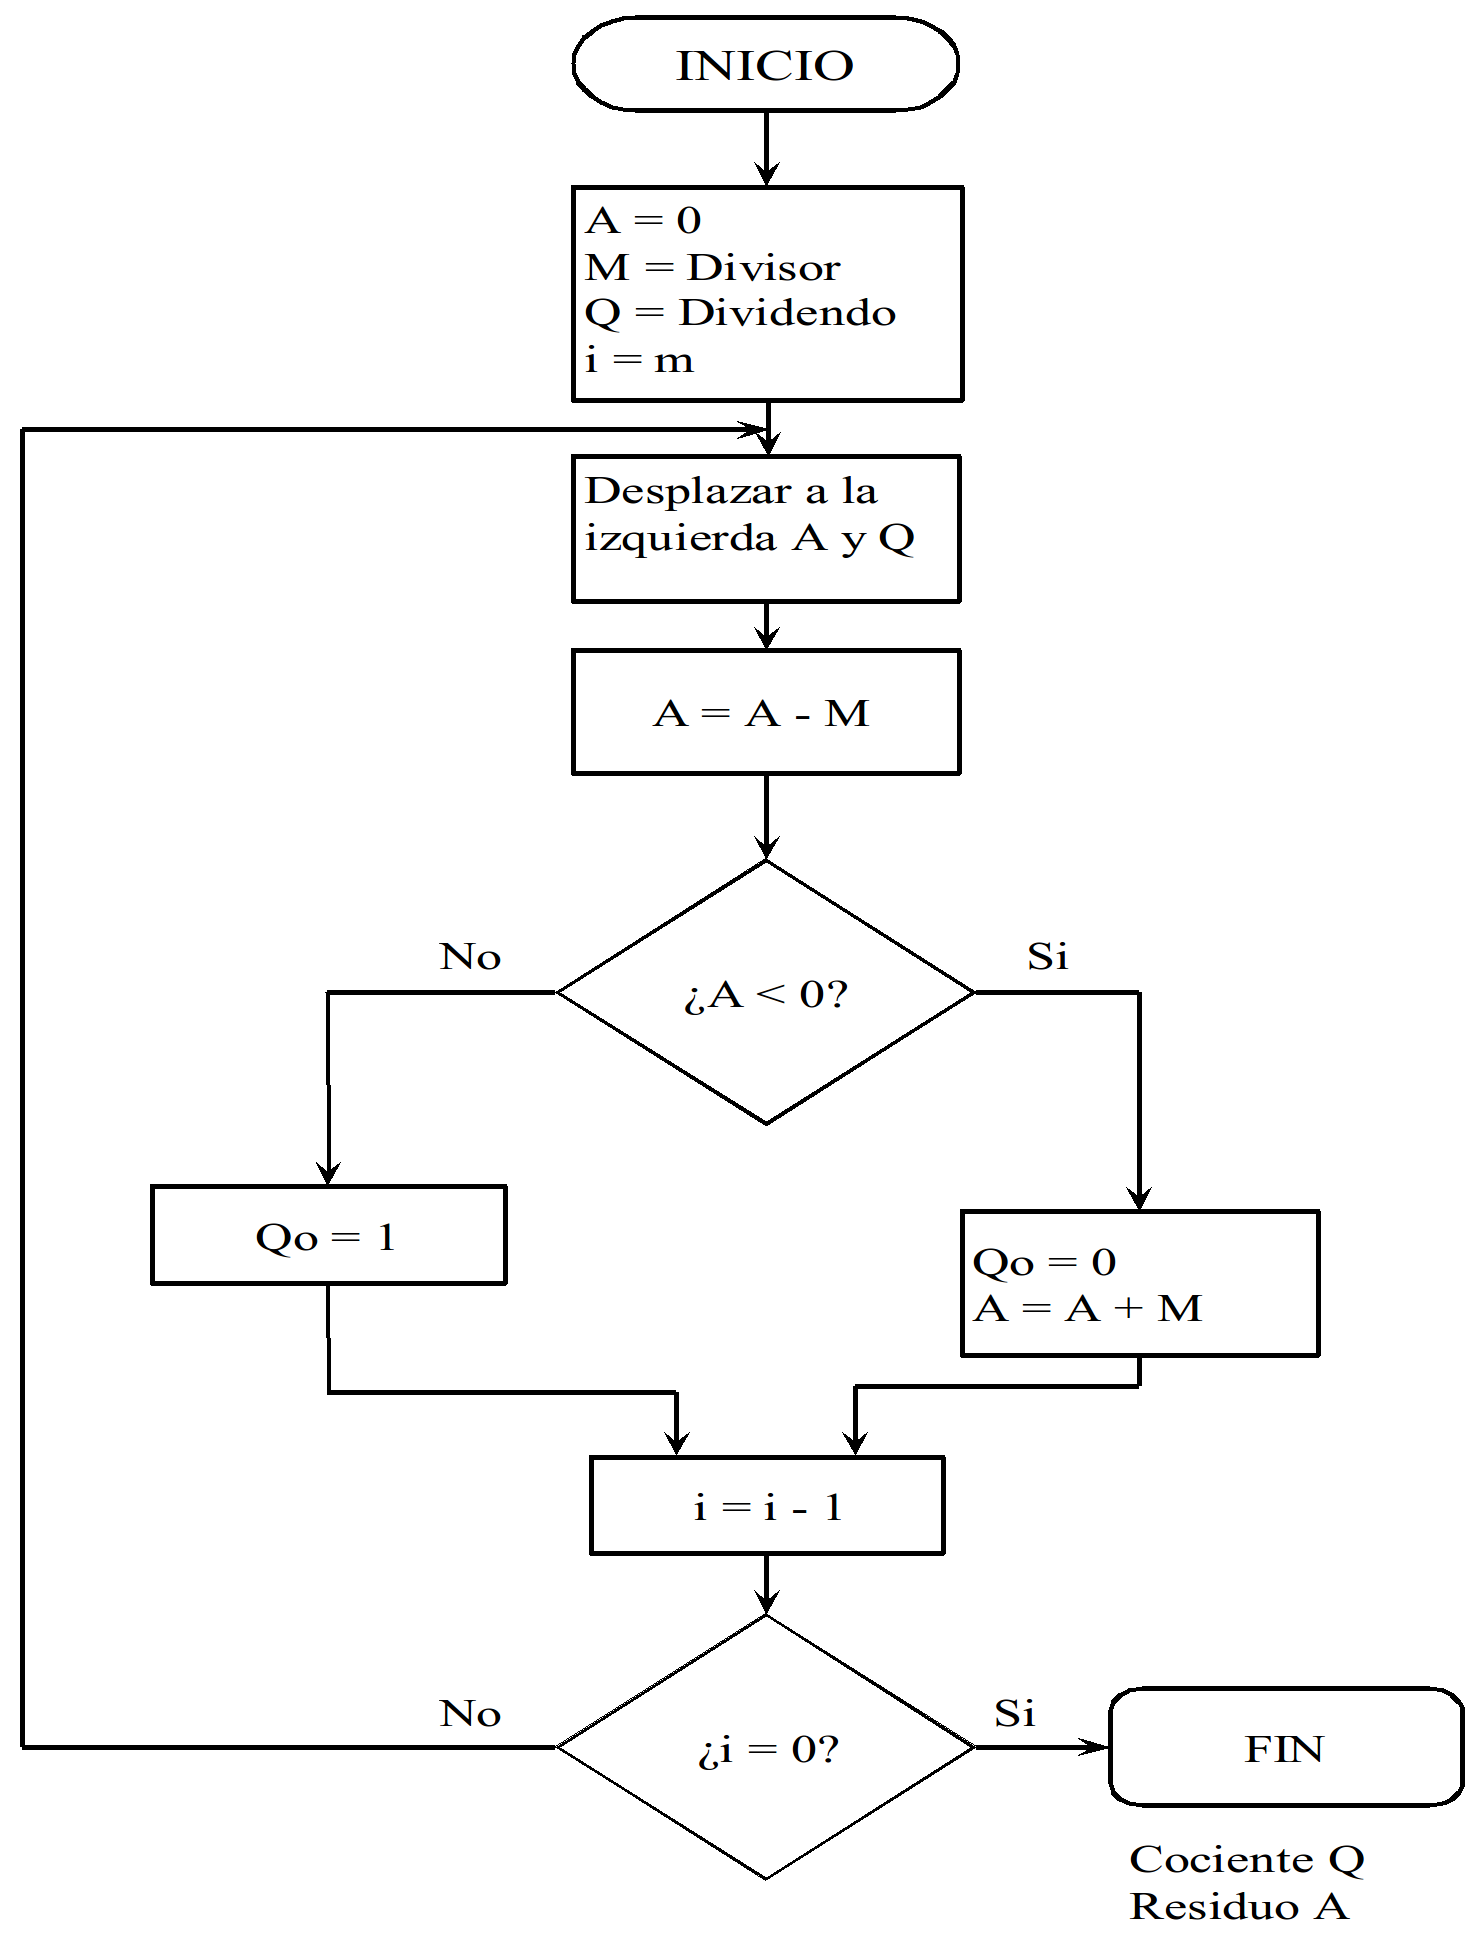 INICIO
A = 0
M = Divisor
Q = Dividendo
i = m
Desplazar a la
izquierda A y Q
A = A - M
No
Si
¿A < 0?
Qo = 1
Qo = 0
A = A + M
i = i - 1
No
Si
¿i = 0?
FIN
Cociente Q
Residuo A